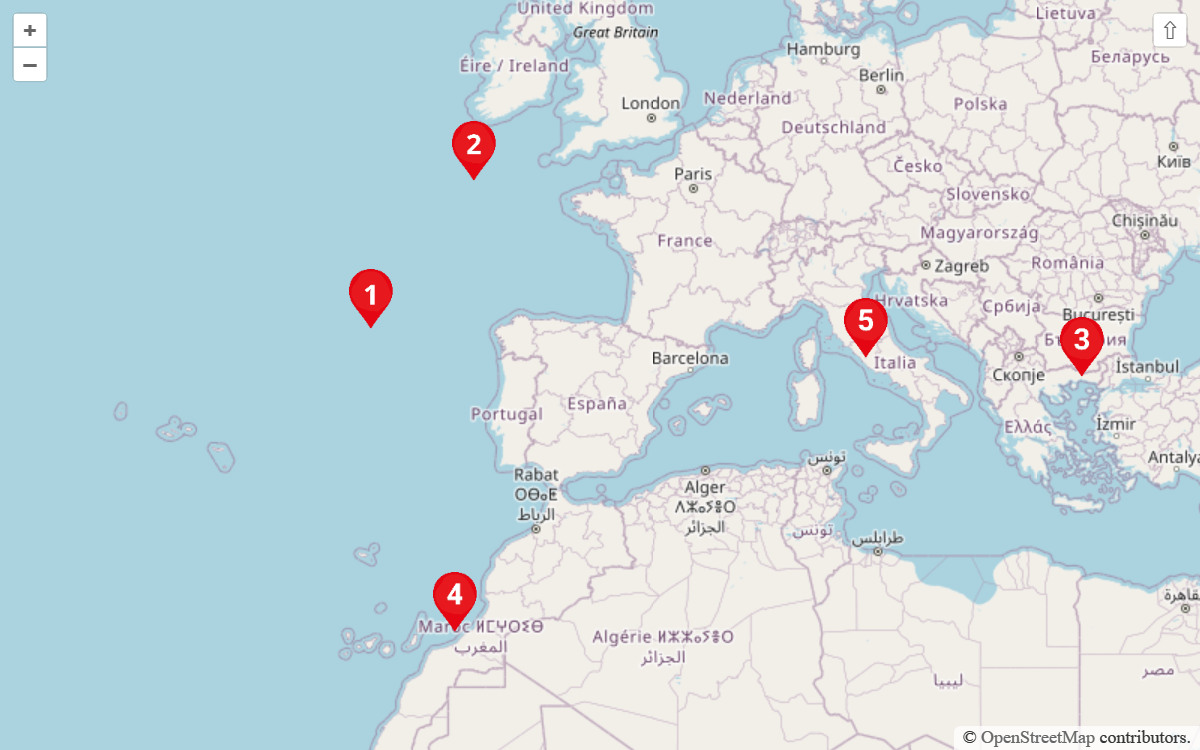 +
−
⇧
United Kingdom
Great Britain
Lietuva
Éire / Ireland
Hamburg
Беларусь
Berlin
London
Nederland
Polska
Deutschland
2
Česko
Київ
Paris
Slovensko
Chișinău
France
Magyarország
Zagreb
România
1
Hrvatska
Србија
București
5
3
България
Barcelona
Italia
Скопје
İstanbul
Portugal
España
Ελλάς
İzmir
Antalya
Rabat
ⵔⴱⴰⵟ
الرباط
تونس
Alger
ⴷⵣⴰⵢⴻⵔ
الجزائر
تونس
طرابلس
4
Maroc ⵍⵎⵖⵔⵉⴱ
المغرب
Algérie ⵍⵣⵣⴰⵢⴻⵔ
الجزائر
ليبيا
القاهرة
مصر
© OpenStreetMap contributors.